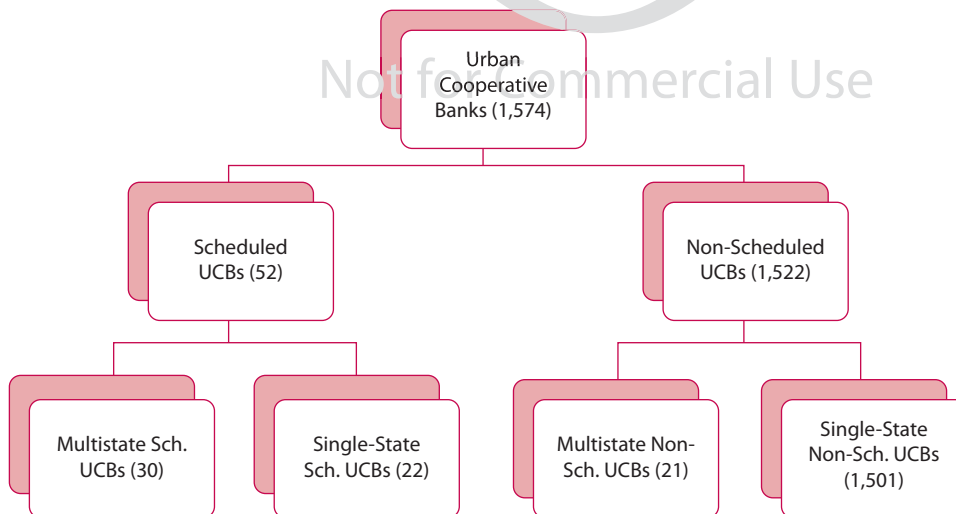 Urban
Cooperative
Banks (1,574)
Not for Commercial Use
Scheduled
UCBs (52)
Non-Scheduled
UCBs (1,522)
Multistate Sch.
UCBs (30)
Single-State
Sch. UCBs (22)
Multistate Non-
Sch. UCBs (21)
Single-State
Non-Sch. UCBs
(1,501)